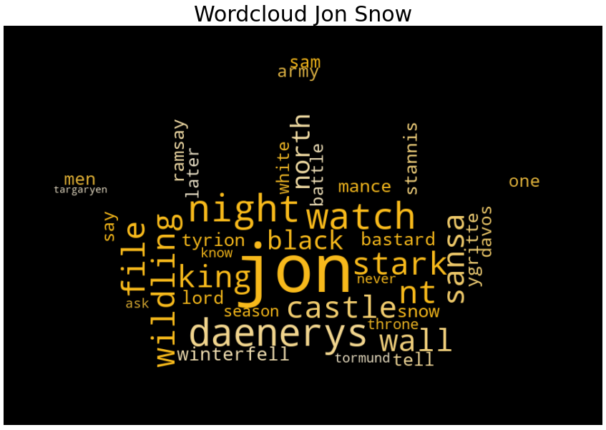 Wordcloud Jon Snow
sam
army
ramsay
later
white
north
battle
stannis
men
targaryen
mance
one
say
file
wildling
night
watch
sansa
ygritte
davos
tyrion
black
bastard
know
jon
king
stark
never
nt
ask
lord
season
castle
snow
throne
daenerys
wall
winterfell
tormund
tell